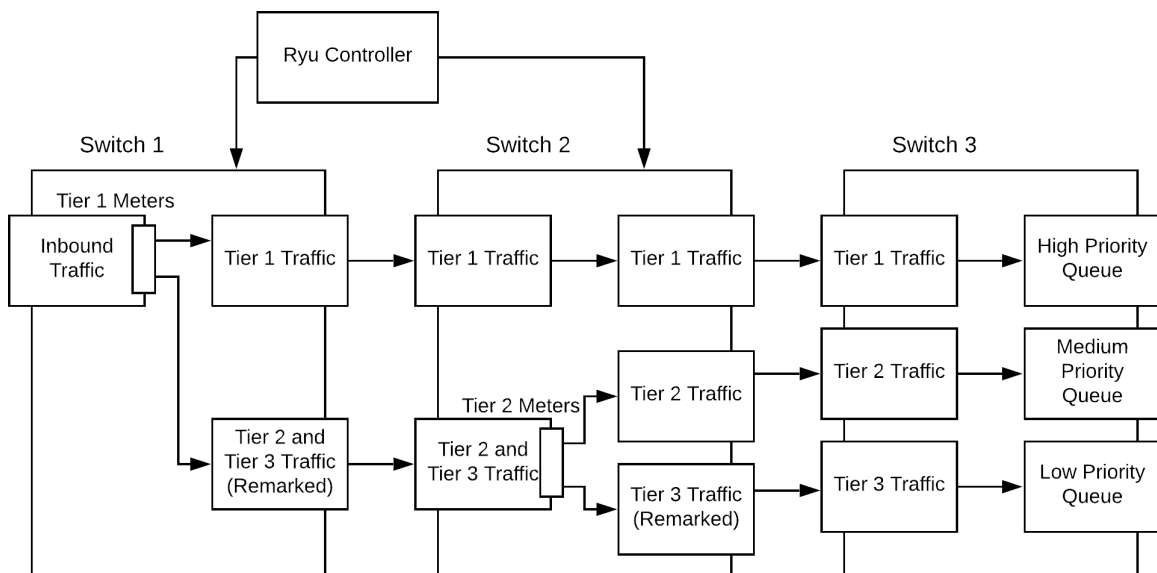 Ryu Controller
Switch 1
Switch 2
Switch 3
Tier 1 Meters
Inbound
Traffic
Tier 1 Traffic
Tier 1 Traffic
Tier 1 Traffic
Tier 1 Traffic
High Priority
Queue
Tier 2 Traffic
Tier 2 Traffic
Medium
Priority
Queue
Tier 2 Meters
Tier 2 and
Tier 3 Traffic
(Remarked)
Tier 2 and
Tier 3 Traffic
Tier 3 Traffic
(Remarked)
Tier 3 Traffic
Low Priority
Queue